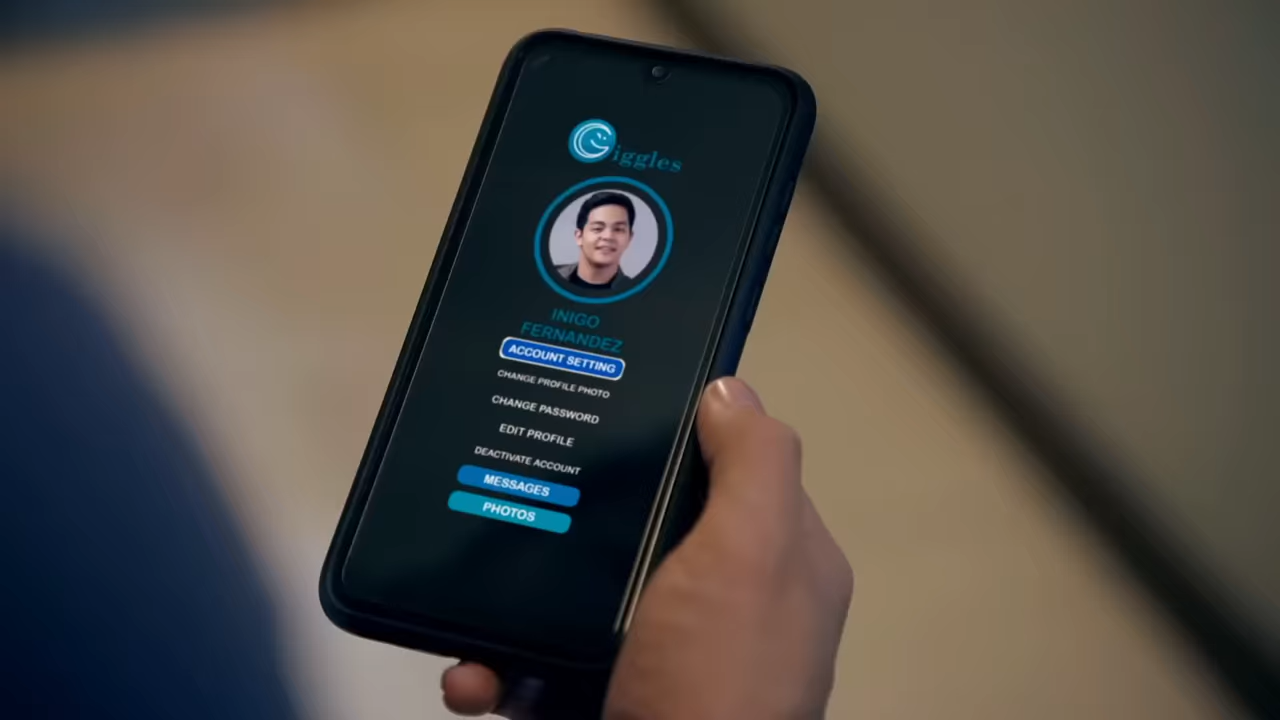 Giggles
INIGO
FERNANDEZ
ACCOUNT SETTING
CHANGE PROFILE PHOTO
CHANGE PASSWORD
EDIT PROFILE
DEACTIVATE ACCOUNT
MESSAGES
PHOTOS